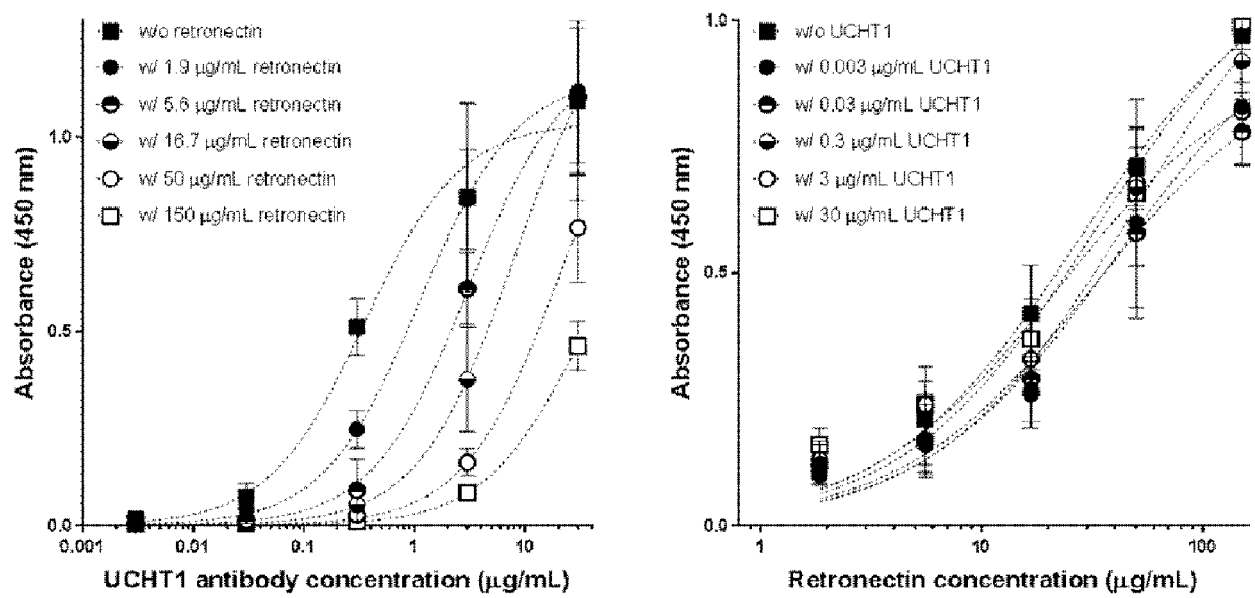 Absorbance (450 nm)
1.0
0.5
0.0
w/o retronectin
w/ 1.9 μg/mL retronectin
w/ 5.6 μg/mL retronectin
w/ 16.7 μg/mL retronectin
w/ 50 μg/mL retronectin
w/ 150 μg/mL retronectin
0.001 0.01 0.1 1 10
UCHT1 antibody concentration (μg/mL)
Absorbance (450 nm)
1.0
0.5
0.0
w/o UCHT1
w/ 0.003 μg/mL UCHT1
w/ 0.03 μg/mL UCHT1
w/ 0.3 μg/mL UCHT1
w/ 3 μg/mL UCHT1
w/ 30 μg/mL UCHT1
1 10 100
Retronectin concentration (μg/mL)